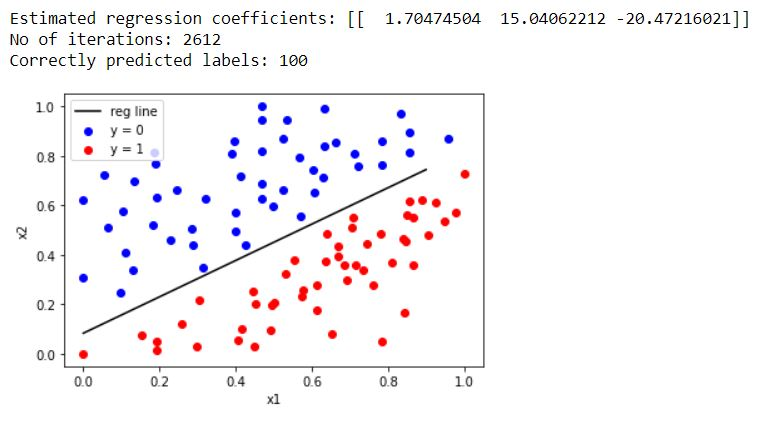 Estimated regression coefficients: [[  1.70474504  15.04062212 -20.47216021]]
No of iterations: 2612
Correctly predicted labels: 100
reg line
y = 0
y = 1
1.0
0.8
0.6
0.4
0.2
0.0
x2
0.0 0.2 0.4 0.6 0.8 1.0
x1